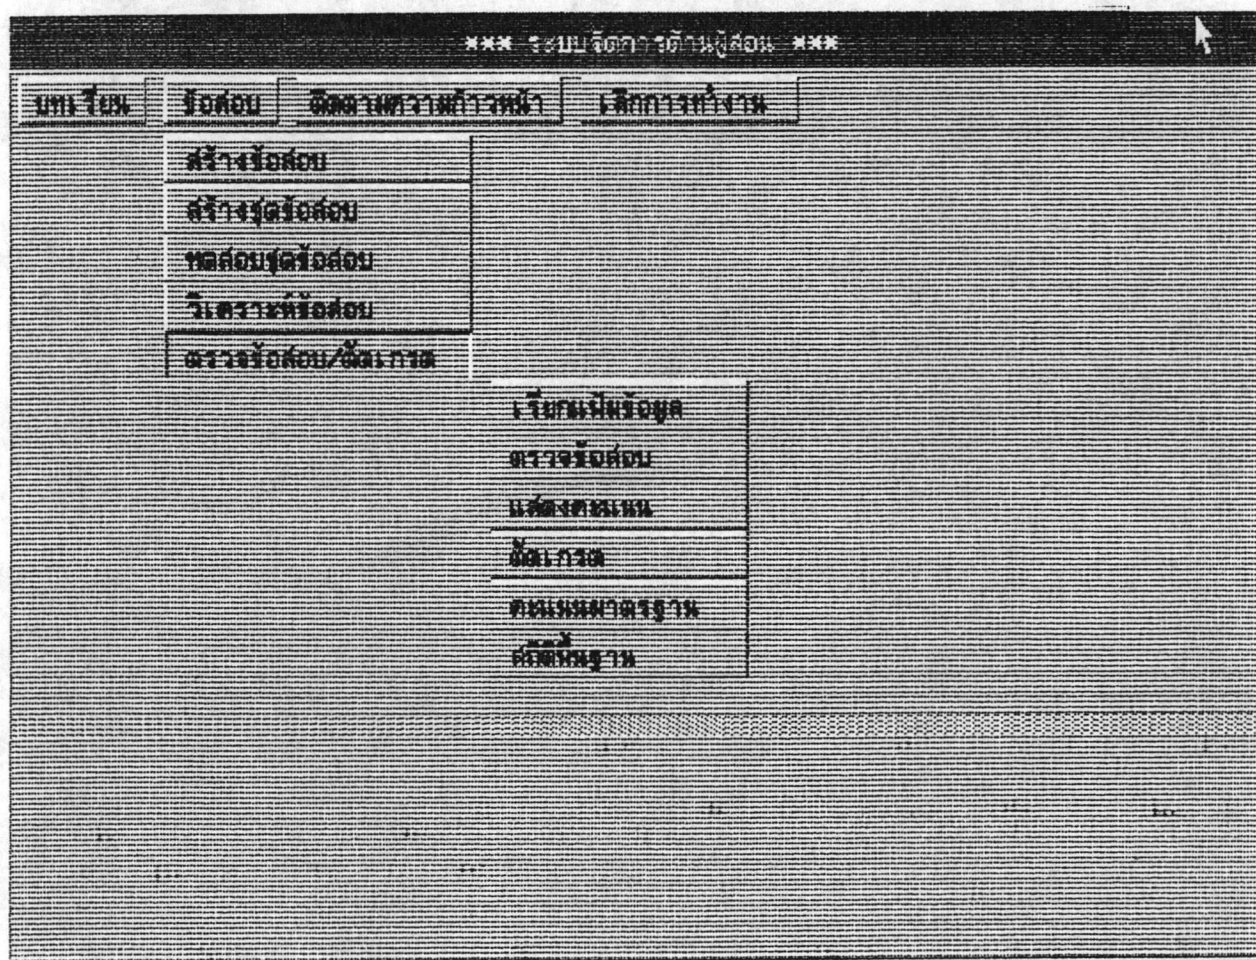 *** ระบบจัดการด้านผู้สอน ***
บทเรียน ข้อสอบ ติดตามความก้าวหน้า เลิกการทำงาน
สร้างข้อสอบ
สร้างชุดข้อสอบ
ทดสอบชุดข้อสอบ
วิเคราะห์ข้อสอบ
ตรวจข้อสอบ/ตัดเกรด
เรียกแฟ้มข้อมูล
ตรวจข้อสอบ
แสดงคะแนน
ตัดเกรด
คะแนนมาตรฐาน
สถิติพื้นฐาน